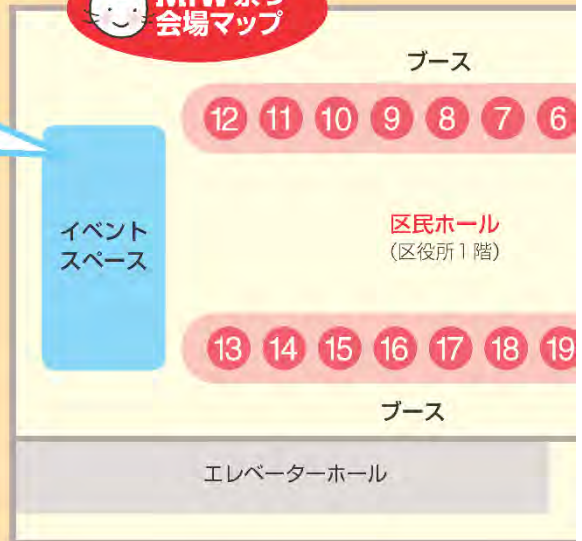 会場マップ
ブース
12 11 10 9 8 7 6
イベント
スペース
区民ホール
(区役所1階)
13 14 15 16 17 18 19
ブース
エレベーターホール